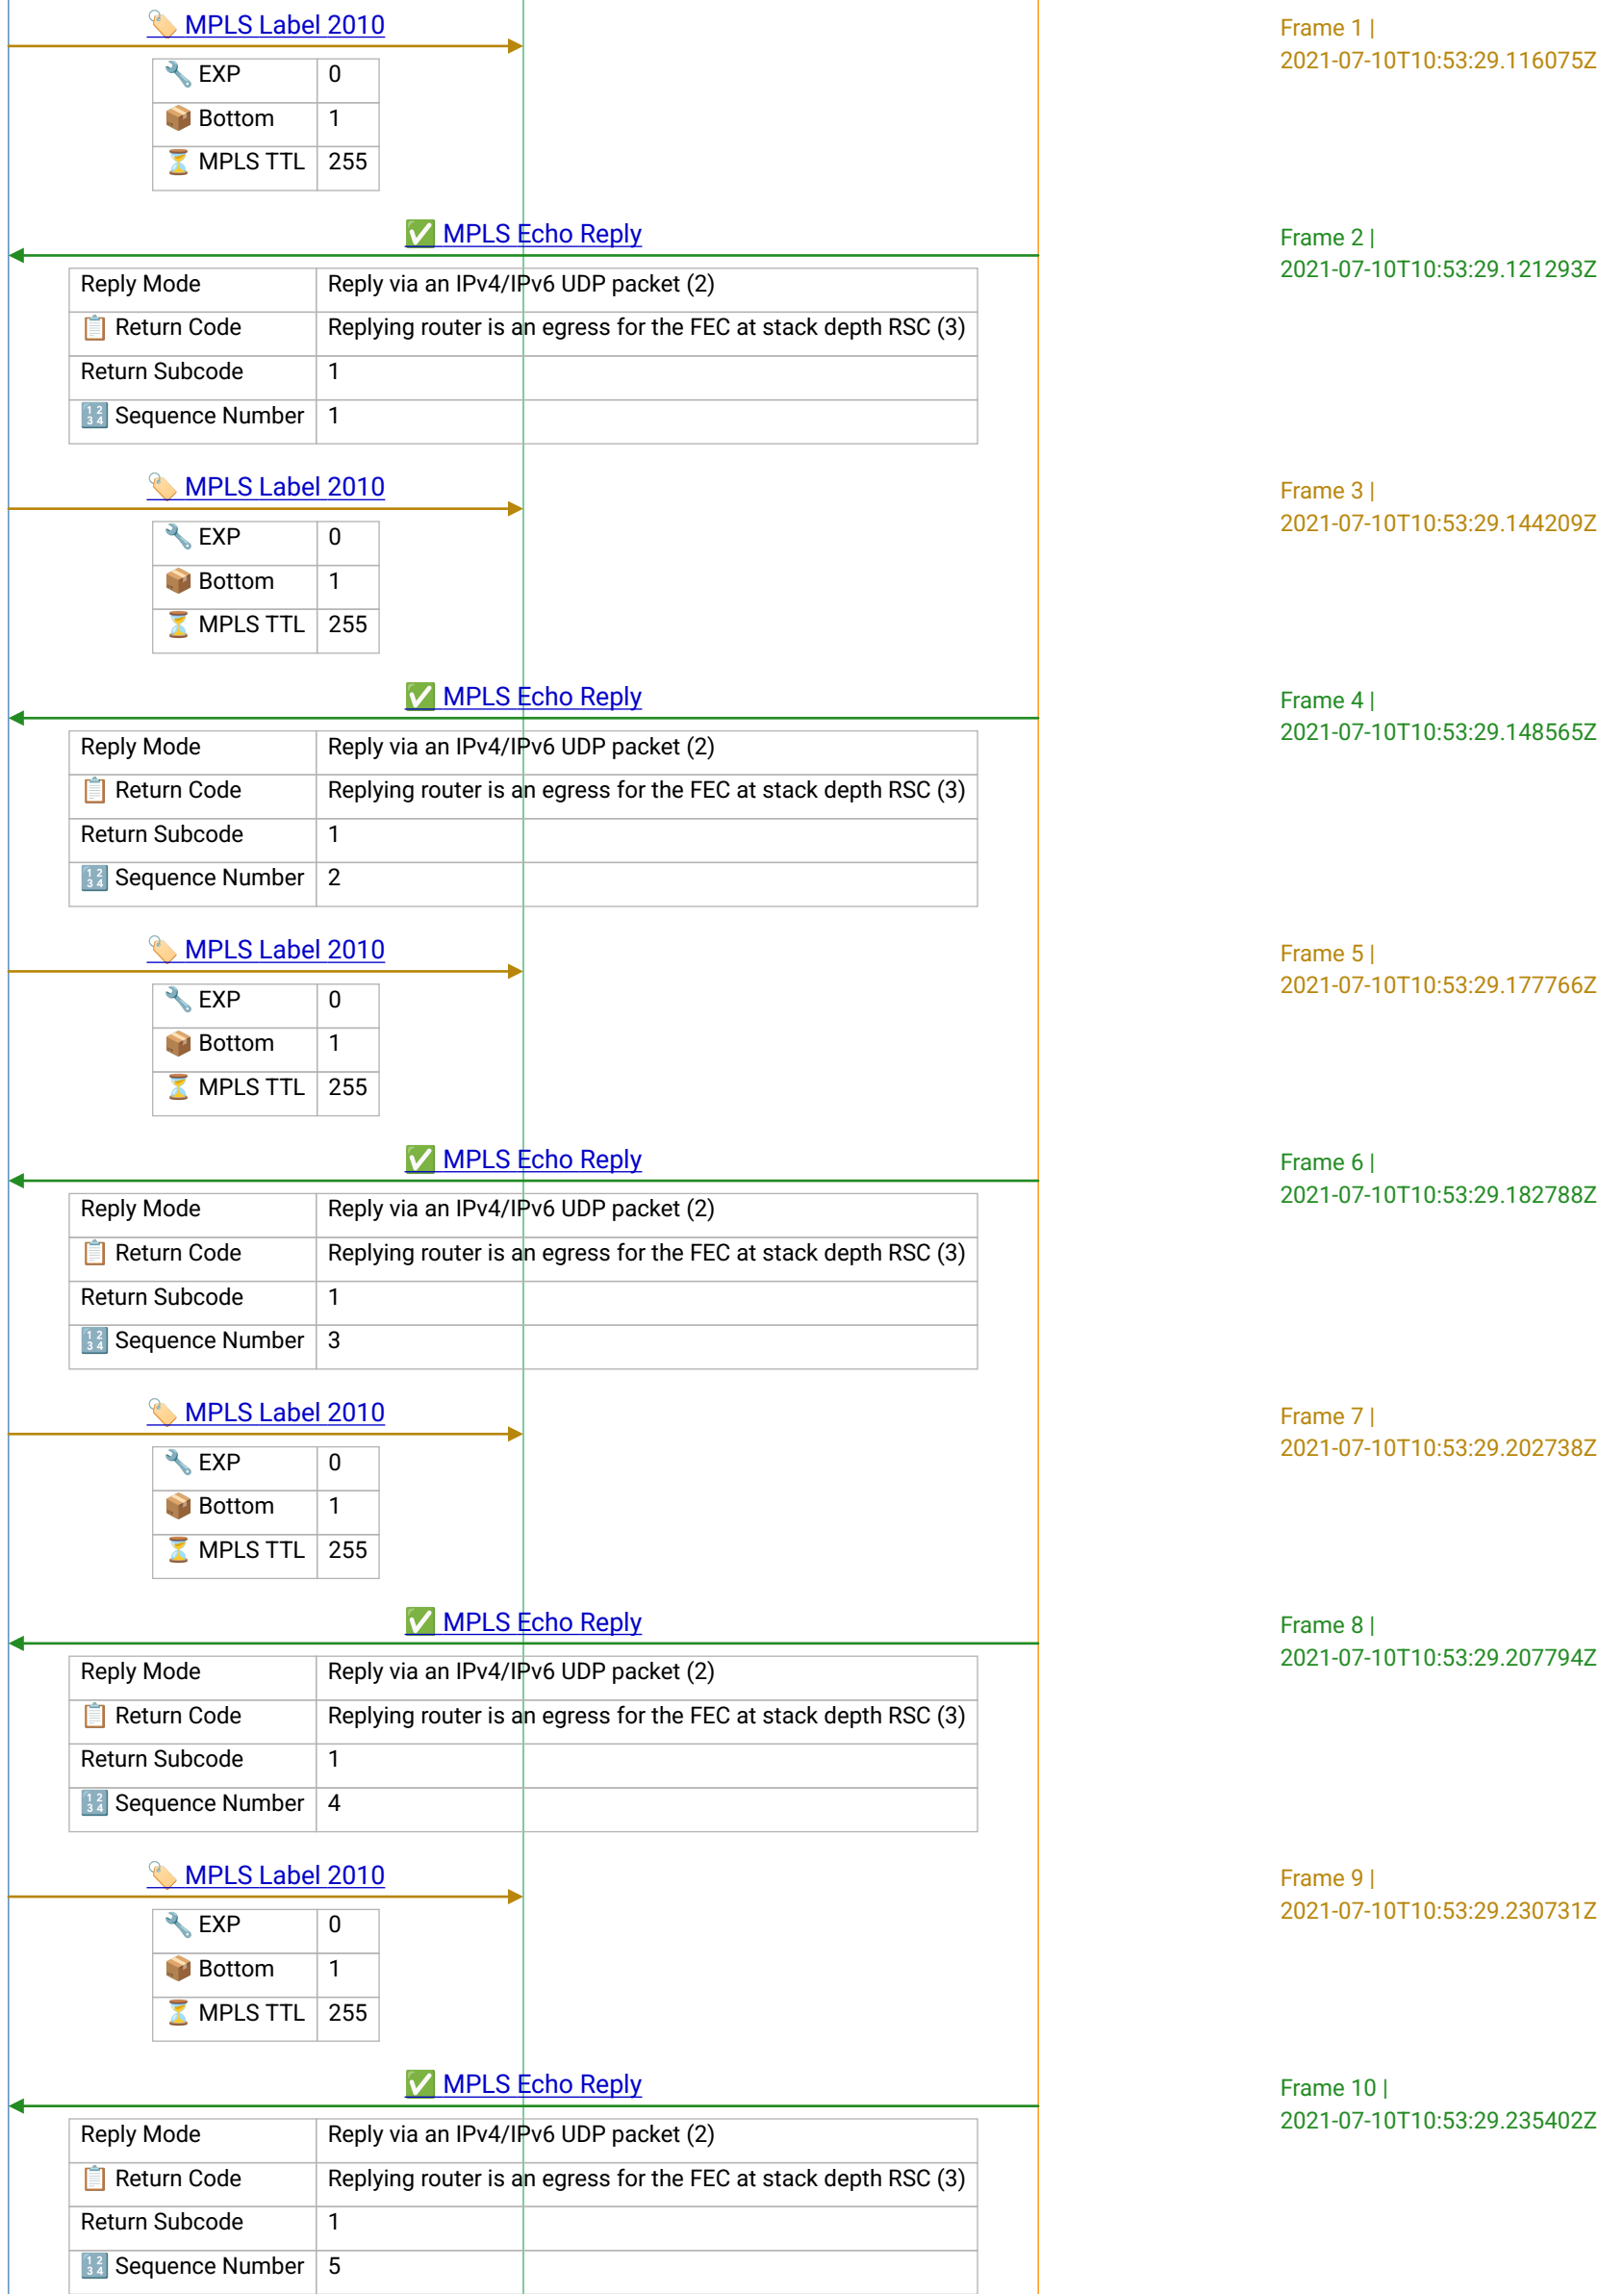 🏷️ MPLS Label 2010
Frame 1 |
2021-07-10T10:53:29.116075Z
🔧 EXP 0
📦 Bottom 1
⏳ MPLS TTL 255
✅ MPLS Echo Reply
Frame 2 |
2021-07-10T10:53:29.121293Z
Reply Mode Reply via an IPv4/IPv6 UDP packet (2)
📋 Return Code Replying router is an egress for the FEC at stack depth RSC (3)
Return Subcode 1
🔢 Sequence Number 1
🏷️ MPLS Label 2010
Frame 3 |
2021-07-10T10:53:29.144209Z
🔧 EXP 0
📦 Bottom 1
⏳ MPLS TTL 255
✅ MPLS Echo Reply
Frame 4 |
2021-07-10T10:53:29.148565Z
Reply Mode Reply via an IPv4/IPv6 UDP packet (2)
📋 Return Code Replying router is an egress for the FEC at stack depth RSC (3)
Return Subcode 1
🔢 Sequence Number 2
🏷️ MPLS Label 2010
Frame 5 |
2021-07-10T10:53:29.177766Z
🔧 EXP 0
📦 Bottom 1
⏳ MPLS TTL 255
✅ MPLS Echo Reply
Frame 6 |
2021-07-10T10:53:29.182788Z
Reply Mode Reply via an IPv4/IPv6 UDP packet (2)
📋 Return Code Replying router is an egress for the FEC at stack depth RSC (3)
Return Subcode 1
🔢 Sequence Number 3
🏷️ MPLS Label 2010
Frame 7 |
2021-07-10T10:53:29.202738Z
🔧 EXP 0
📦 Bottom 1
⏳ MPLS TTL 255
✅ MPLS Echo Reply
Frame 8 |
2021-07-10T10:53:29.207794Z
Reply Mode Reply via an IPv4/IPv6 UDP packet (2)
📋 Return Code Replying router is an egress for the FEC at stack depth RSC (3)
Return Subcode 1
🔢 Sequence Number 4
🏷️ MPLS Label 2010
Frame 9 |
2021-07-10T10:53:29.230731Z
🔧 EXP 0
📦 Bottom 1
⏳ MPLS TTL 255
✅ MPLS Echo Reply
Frame 10 |
2021-07-10T10:53:29.235402Z
Reply Mode Reply via an IPv4/IPv6 UDP packet (2)
📋 Return Code Replying router is an egress for the FEC at stack depth RSC (3)
Return Subcode 1
🔢 Sequence Number 5